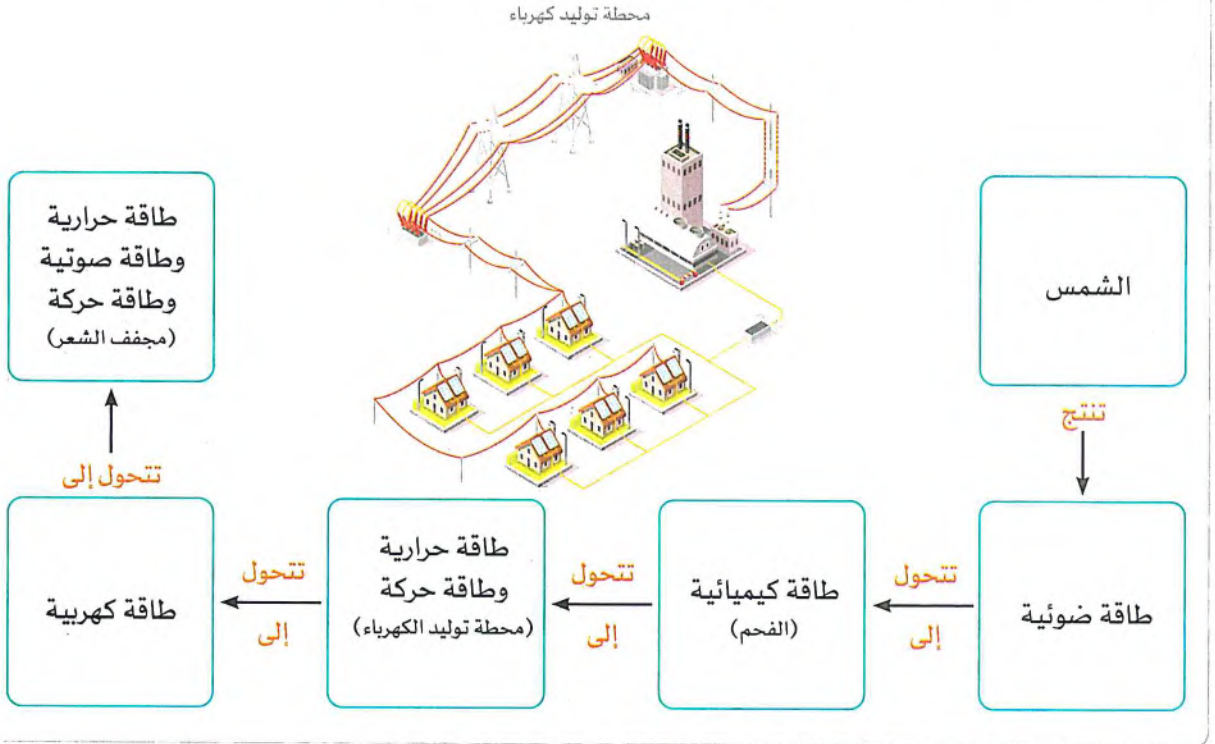 محطة توليد كهرباء
الشمس
تنتج
طاقة ضوئية
تتحول
إلى
طاقة كيميائية
(الفحم)
تتحول
إلى
طاقة حرارية
وطاقة حركة
(محطة توليد الكهرباء)
تتحول
إلى
طاقة كهربية
تتحول إلى
طاقة حرارية
وطاقة صوتية
وطاقة حركة
(مجفف الشعر)